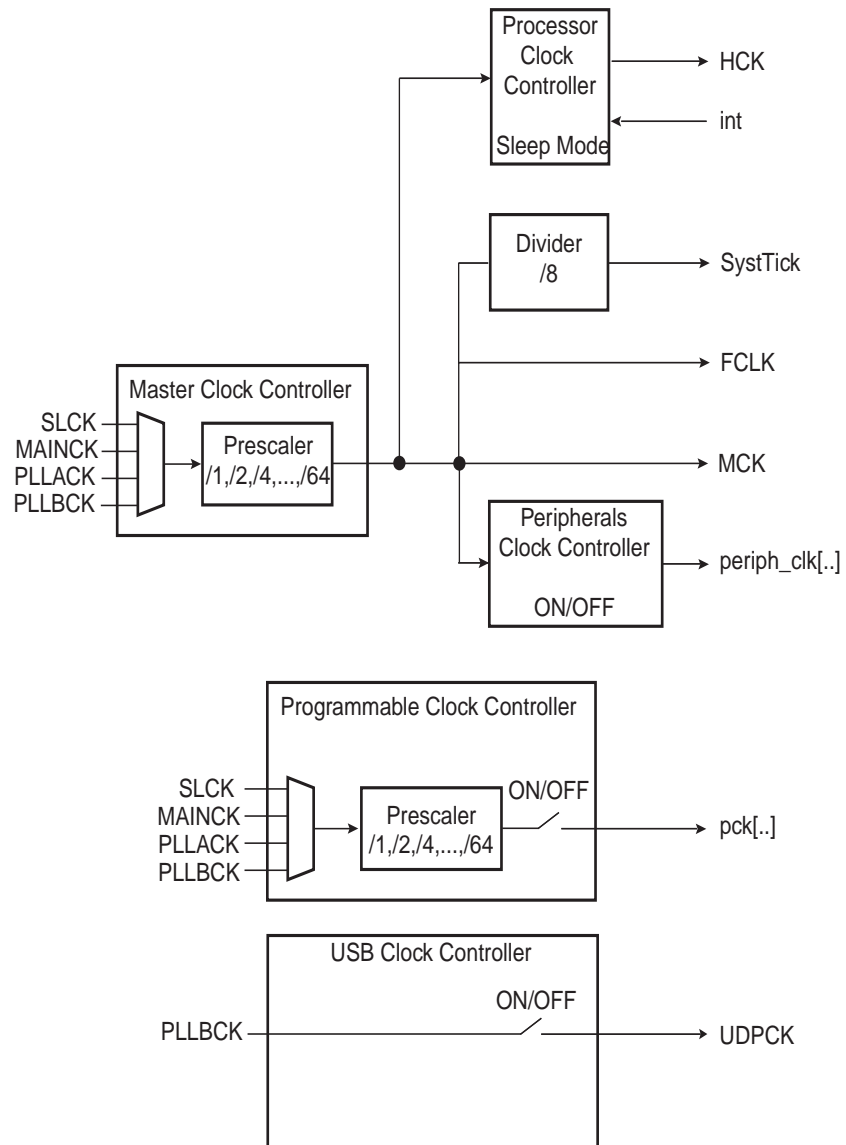 Processor
Clock
Controller
Sleep Mode
HCK
int
Divider
/8
SystTick
FCLK
Master Clock Controller
SLCK
MAINCK
PLLACK
PLLBCK
Prescaler
/1,/2,/4,...,/64
MCK
Peripherals
Clock Controller
ON/OFF
periph_clk[..]
Programmable Clock Controller
SLCK
MAINCK
PLLACK
PLLBCK
Prescaler
/1,/2,/4,...,/64
ON/OFF
pck[..]
USB Clock Controller
ON/OFF
PLLBCK
UDPCK